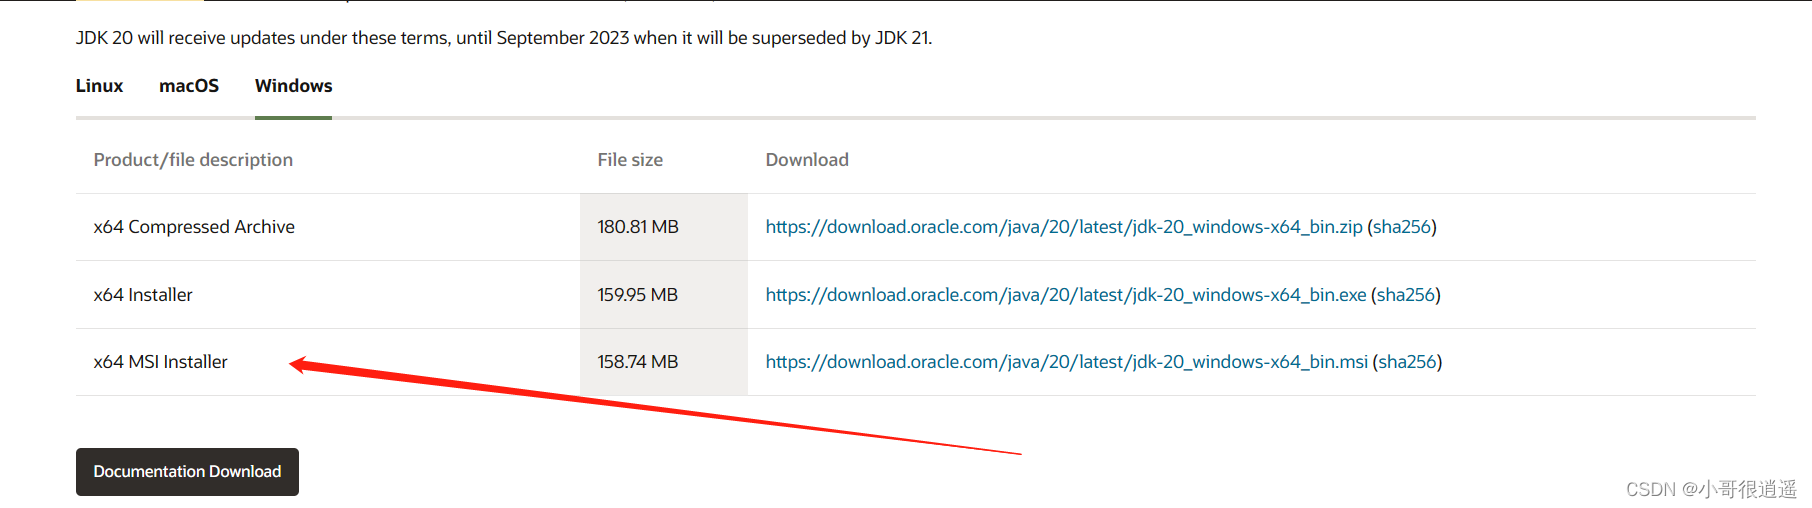 JDK 20 will receive updates under these terms, until September 2023 when it will be superseded by JDK 21.
Linux macOS Windows
Product/file description File size Download
x64 Compressed Archive 180.81 MB https://download.oracle.com/java/20/latest/jdk-20_windows-x64_bin.zip (sha256)
x64 Installer 159.95 MB https://download.oracle.com/java/20/latest/jdk-20_windows-x64_bin.exe (sha256)
x64 MSI Installer 158.74 MB https://download.oracle.com/java/20/latest/jdk-20_windows-x64_bin.msi (sha256)
Documentation Download
CSDN @小哥很逍遥